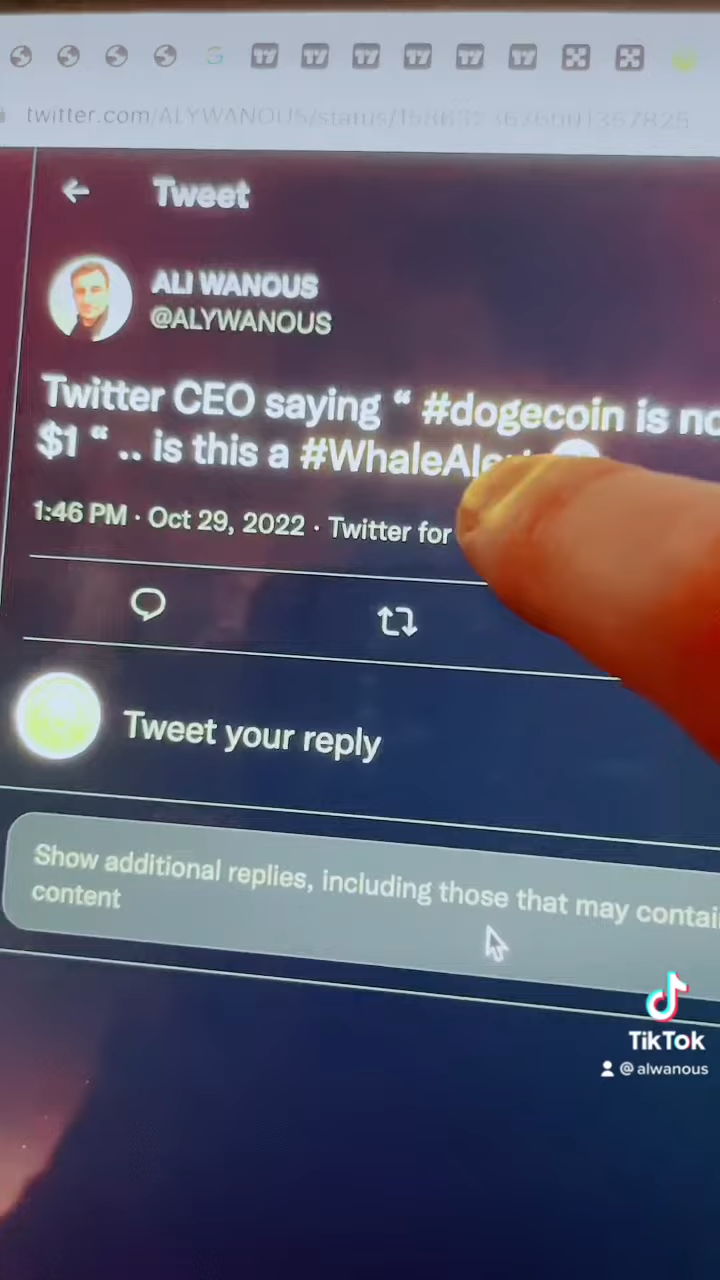 twitter.com/ALYWANOUS/status/
Tweet
ALI WANOUS
@ALYWANOUS
Twitter CEO saying “ #dogecoin is no
$1 “ .. is this a #WhaleAle
1:46 PM · Oct 29, 2022 · Twitter for
Tweet your reply
Show additional replies, including those that may contai
content
TikTok
@alwanous